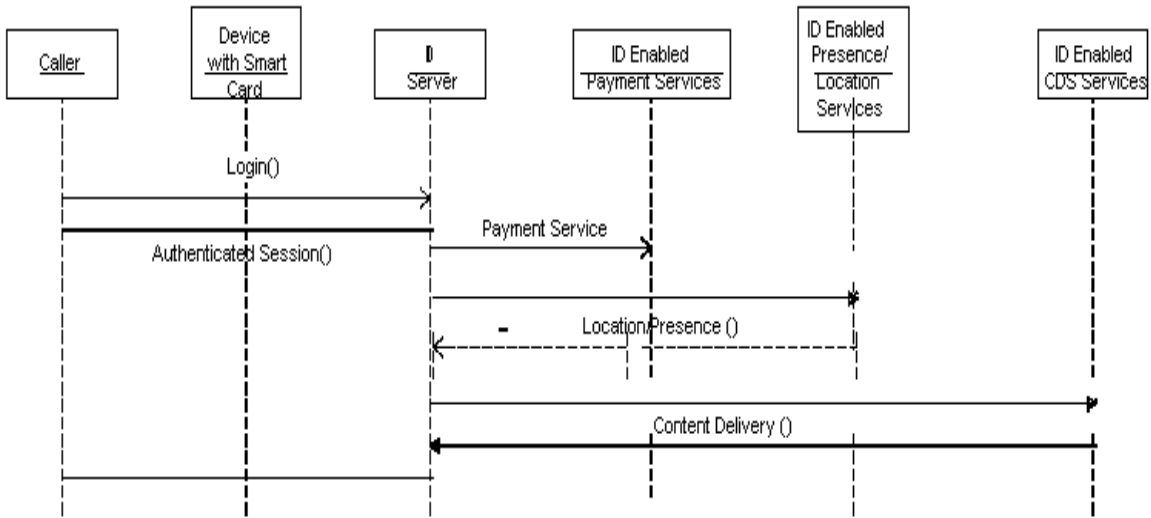 Caller
Device
with Smart
Card
ID
Server
ID Enabled
Payment Services
ID Enabled
Presence/
Location
Services
ID Enabled
CDS Services
Login()
Authenticated Session()
Payment Service
Location/Presence ()
Content Delivery ()